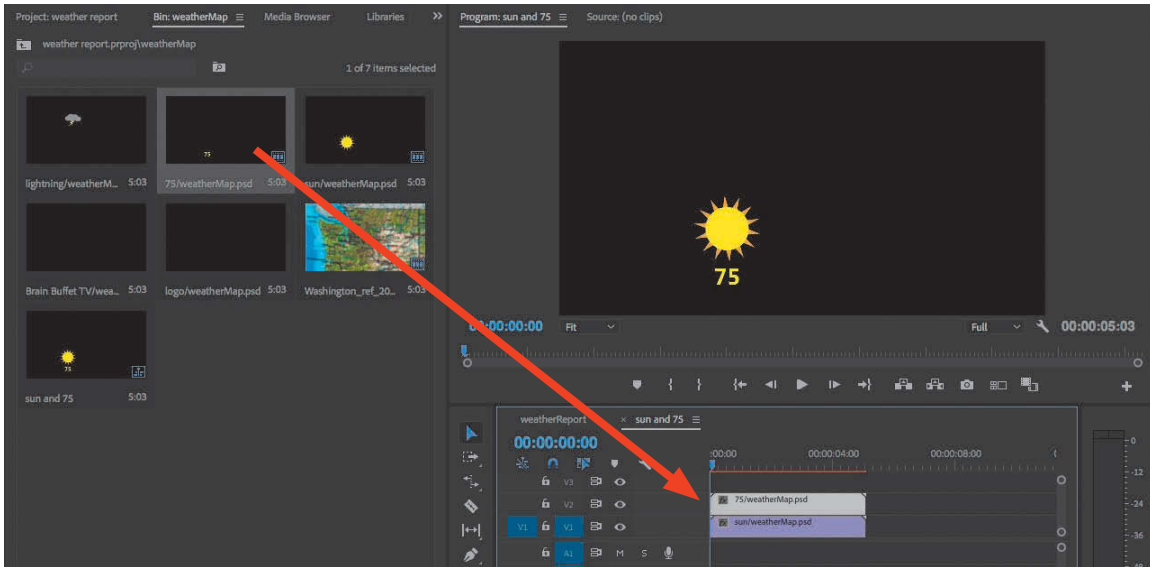 Project: weather report   Bin: weatherMap   Media Browser   Libraries
weather report.prproj\weatherMap
1 of 7 items selected
75
lightning/weatherM...   5:03   75/weatherMap.psd   5:03   sun/weatherMap.psd   5:03
Brain Buffet TV/wea...   5:03   logo/weatherMap.psd   5:03   Washington_ref_20...   5:03
75
sun and 75   5:03
Program: sun and 75   Source: (no clips)
75
00:00:00:00   Fit   Full   00:00:05:03
weatherReport   × sun and 75
00:00:00:00
:00:00   00:00:04:00   00:00:08:00
V3
V2   75/weatherMap.psd
V1   V1   sun/weatherMap.psd
A1   M   S
0
-12
-24
-36
-48